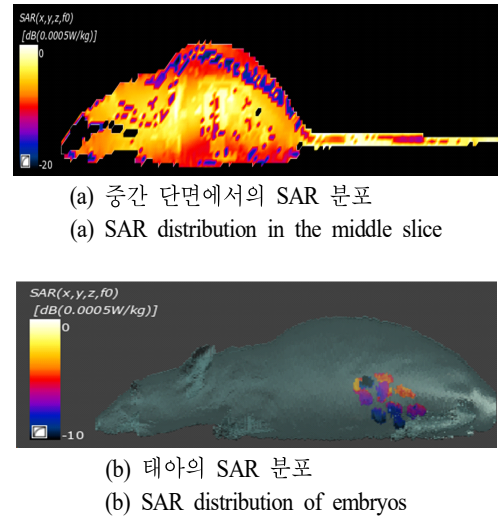 SAR(x,y,z,f0)
[dB(0.0005W/kg)]
0
-20
(a) 중간 단면에서의 SAR 분포
(a) SAR distribution in the middle slice
SAR(x,y,z,f0)
[dB(0.0005W/kg)]
0
-10
(b) 태아의 SAR 분포
(b) SAR distribution of embryos